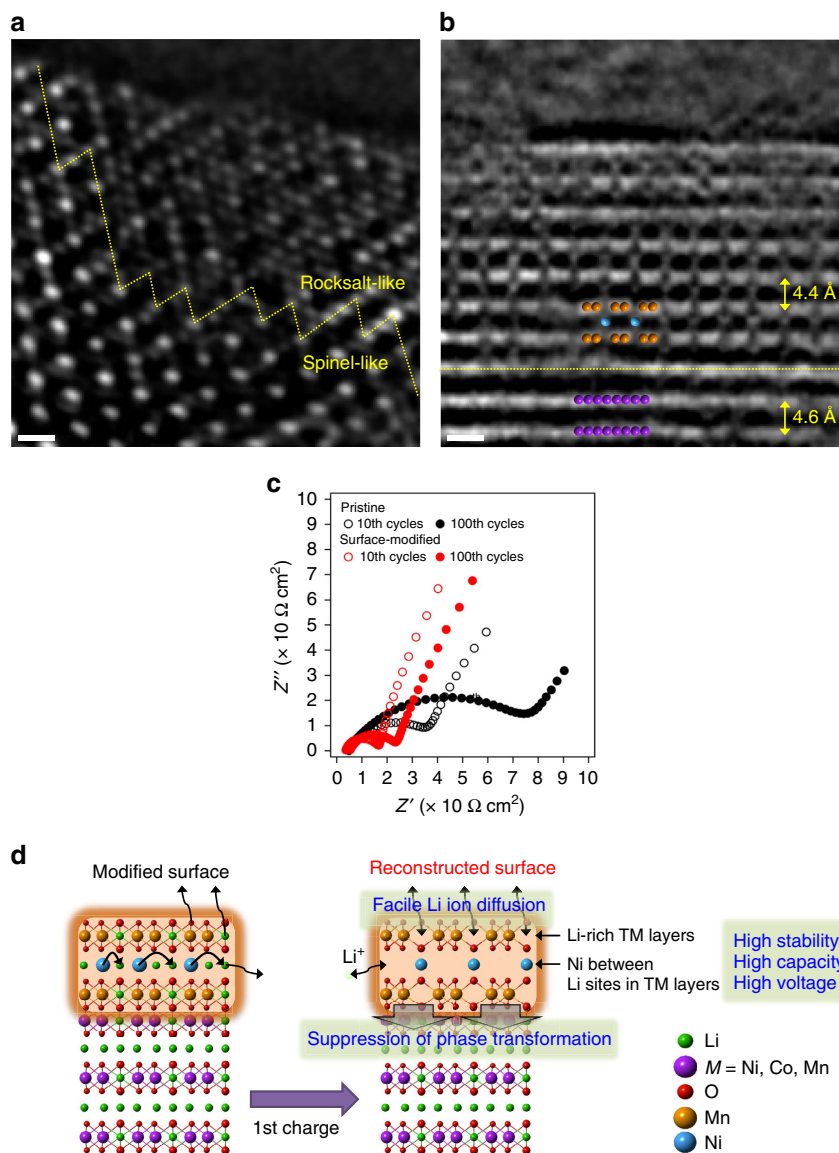 a
b
Rocksalt-like
Spinel-like
4.4 Å
4.6 Å
c
10
9
8
7
6
5
4
3
2
1
0
Pristine
10th cycles
100th cycles
Surface-modified
10th cycles
100th cycles
Z″ (× 10 Ω cm²)
0 1 2 3 4 5 6 7 8 9 10
Z′ (× 10 Ω cm²)
d
Modified surface
Reconstructed surface
Facile Li ion diffusion
Li⁺
Li-rich TM layers
Ni between
Li sites in TM layers
High stability
High capacity
High voltage
Suppression of phase transformation
1st charge
Li
M = Ni, Co, Mn
O
Mn
Ni